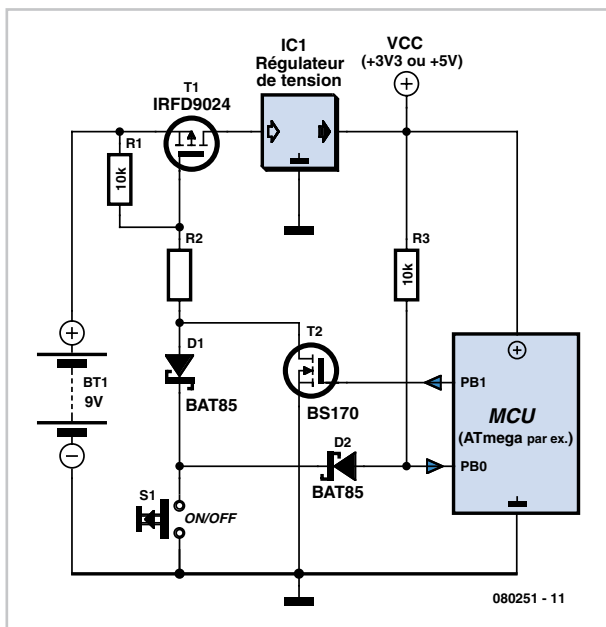 IC1
Régulateur
de tension
VCC
(+3V3 ou +5V)
T1
IRFD9024
R1
10k
R2
R3
10k
D1
BAT85
T2
BS170
BT1
9V
D2
BAT85
S1
ON/OFF
PB1
MCU
(ATmega par ex.)
PB0
080251 - 11